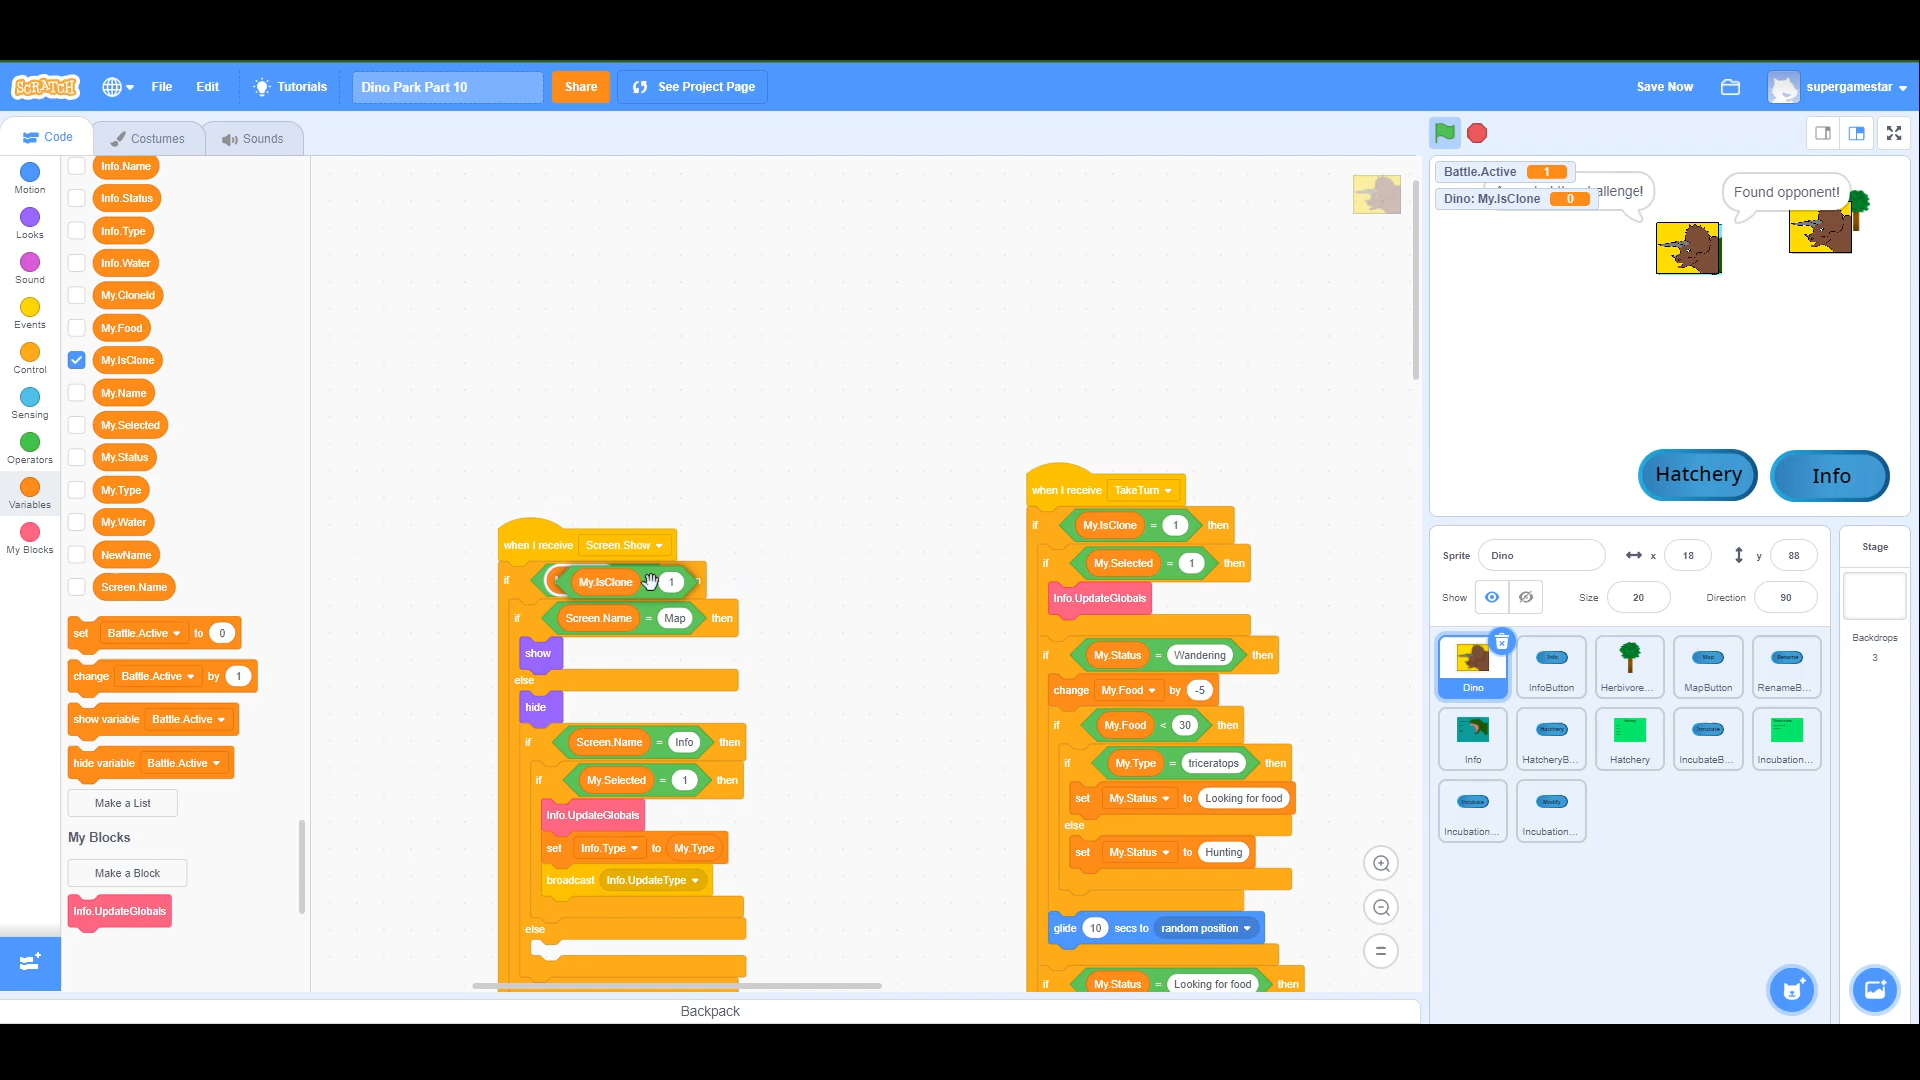 SCRATCH
File
Edit
Tutorials
Dino Park Part 10
Share
See Project Page
Save Now
supergamestar
Code
Costumes
Sounds
Motion
Looks
Sound
Events
Control
Sensing
Operators
Variables
My Blocks
Info.Name
Info.Status
Info.Type
Info.Water
My.CloneId
My.Food
My.IsClone
My.Name
My.Selected
My.Status
My.Type
My.Water
NewName
Screen.Name
set Battle.Active to 0
change Battle.Active by 1
show variable Battle.Active
hide variable Battle.Active
Make a List
My Blocks
Make a Block
Info.UpdateGlobals
when I receive Screen.Show
if My.IsClone 1
if Screen.Name = Map then
show
else
hide
if Screen.Name = Info then
if My.Selected = 1 then
Info.UpdateGlobals
set Info.Type to My.Type
broadcast Info.UpdateType
else
when I receive TakeTurn
if My.IsClone = 1 then
if My.Selected = 1 then
Info.UpdateGlobals
if My.Status = Wandering then
change My.Food by -5
if My.Food < 30 then
if My.Type = triceratops then
set My.Status to Looking for food
else
set My.Status to Hunting
glide 10 secs to random position
if My.Status = Looking for food then
Backpack
Battle.Active 1
Dino: My.IsClone 0
allenge!
Found opponent!
Hatchery
Info
Sprite Dino x 18 y 88
Show Size 20 Direction 90
Dino
Info
InfoButton
Herbivore...
Map
MapButton
Rename
RenameB...
Info
Hatchery
HatcheryB...
Hatchery
Incubate
IncubateB...
Incubation...
Incubate
Incubation...
Modify
Incubation...
Stage
Backdrops
3